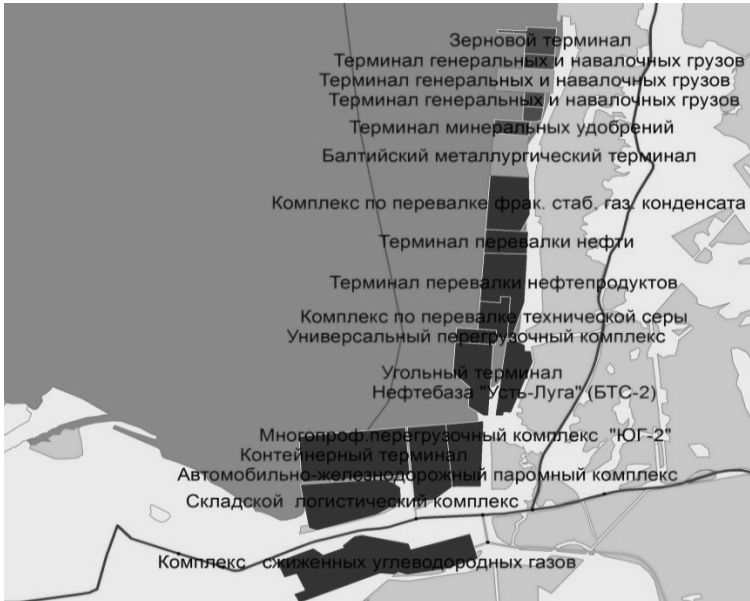 Зерновой терминал
Терминал генеральных и навалочных грузов
Терминал генеральных и навалочных грузов
Терминал генеральных и навалочных грузов
Терминал минеральных удобрений
Балтийский металлургический терминал
Комплекс по перевалке фрак. стаб. газ. конденсата
Терминал перевалки нефти
Терминал перевалки нефтепродуктов
Комплекс по перевалке технической серы
Универсальный перегрузочный комплекс
Угольный терминал
Нефтебаза "Усть-Луга" (БТС-2)
Многопроф.перегрузочный комплекс "ЮГ-2"
Контейнерный терминал
Автомобильно-железнодорожный паромный комплекс
Складской логистический комплекс
Комплекс сжиженных углеводородных газов